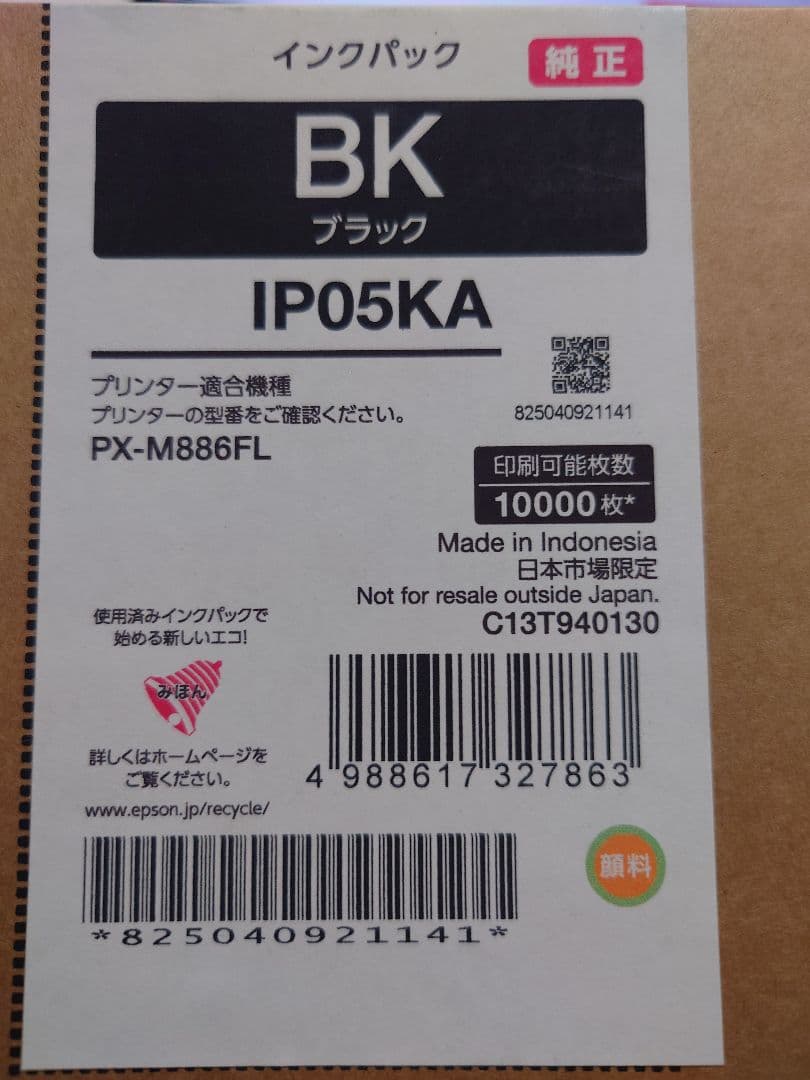 インクパック
純正
BK
ブラック
IP05KA
プリンター適合機種
プリンターの型番をご確認ください。
PX-M886FL
825040921141
印刷可能枚数
10000枚*
Made in Indonesia
日本市場限定
Not for resale outside Japan.
C13T940130
使用済みインクパックで
始める新しいエコ!
みほん
詳しくはホームページを
ご覧ください。
www.epson.jp/recycle/
4 988617 327863
顔料
*825040921141*